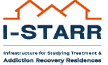 I-STARR
Infrastructure for Studying Treatment &
Addiction Recovery Residences